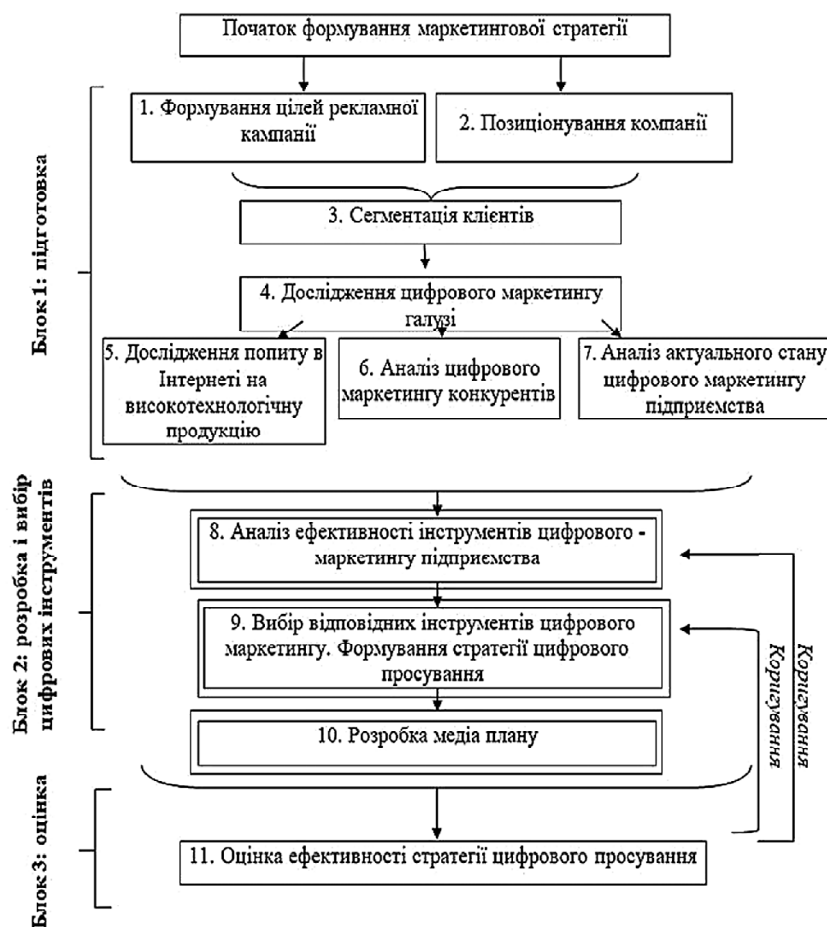 Початок формування маркетингової стратегії
1. Формування цілей рекламної
кампанії
2. Позиціонування компанії
3. Сегментація клієнтів
4. Дослідження цифрового маркетингу
галузі
5. Дослідження попиту в
Інтернеті на
високотехнологічну
продукцію
6. Аналіз цифрового
маркетингу конкурентів
7. Аналіз актуального стану
цифрового маркетингу
підприємства
Блок 1: підготовка
8. Аналіз ефективності інструментів цифрового -
маркетингу підприємства
9. Вибір відповідних інструментів цифрового
маркетингу. Формування стратегії цифрового
просування
10. Розробка медіа плану
Блок 2: розробка і вибір
цифрових інструментів
Коригування
Коригування
11. Оцінка ефективності стратегії цифрового просування
Блок 3: оцінка